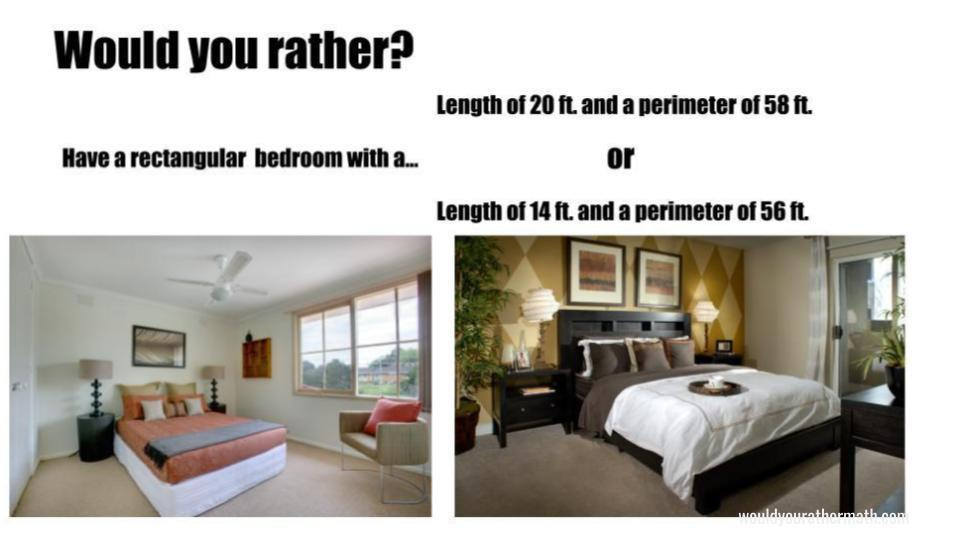 Would you rather?
Length of 20 ft. and a perimeter of 58 ft.
Have a rectangular bedroom with a...
or
Length of 14 ft. and a perimeter of 56 ft.
wouldyourathermath.com